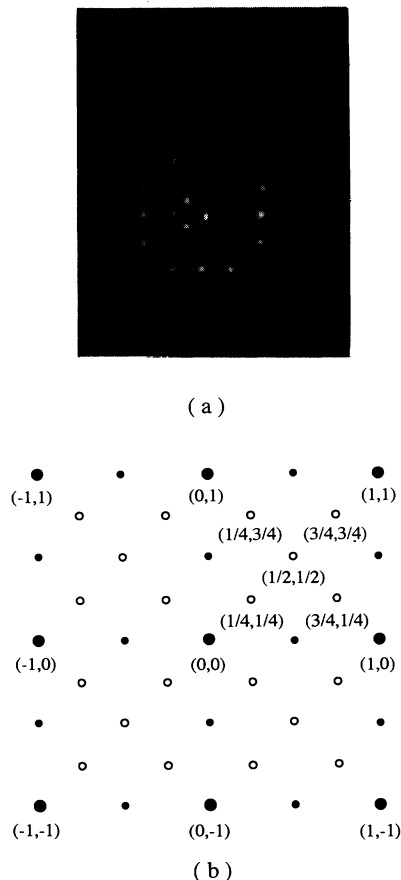 ( a )
(-1,1) (0,1) (1,1)
(1/4,3/4) (3/4,3/4)
(1/2,1/2)
(1/4,1/4) (3/4,1/4)
(-1,0) (0,0) (1,0)
(-1,-1) (0,-1) (1,-1)
( b )